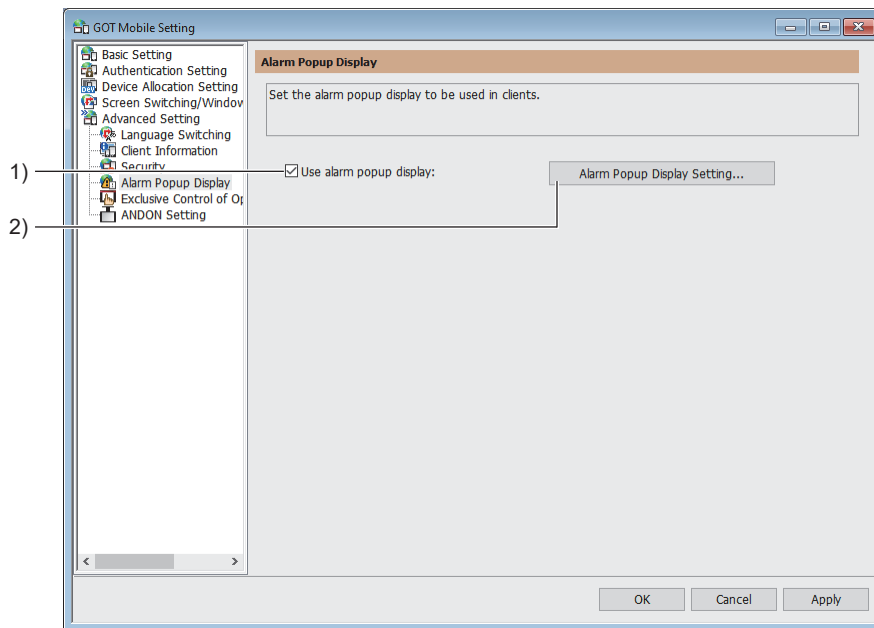 GOT Mobile Setting
Basic Setting
Authentication Setting
Device Allocation Setting
Screen Switching/Window
Advanced Setting
Language Switching
Client Information
Security
Alarm Popup Display
Exclusive Control of Op
ANDON Setting
Alarm Popup Display
Set the alarm popup display to be used in clients.
1)
Use alarm popup display:
Alarm Popup Display Setting...
2)
OK
Cancel
Apply